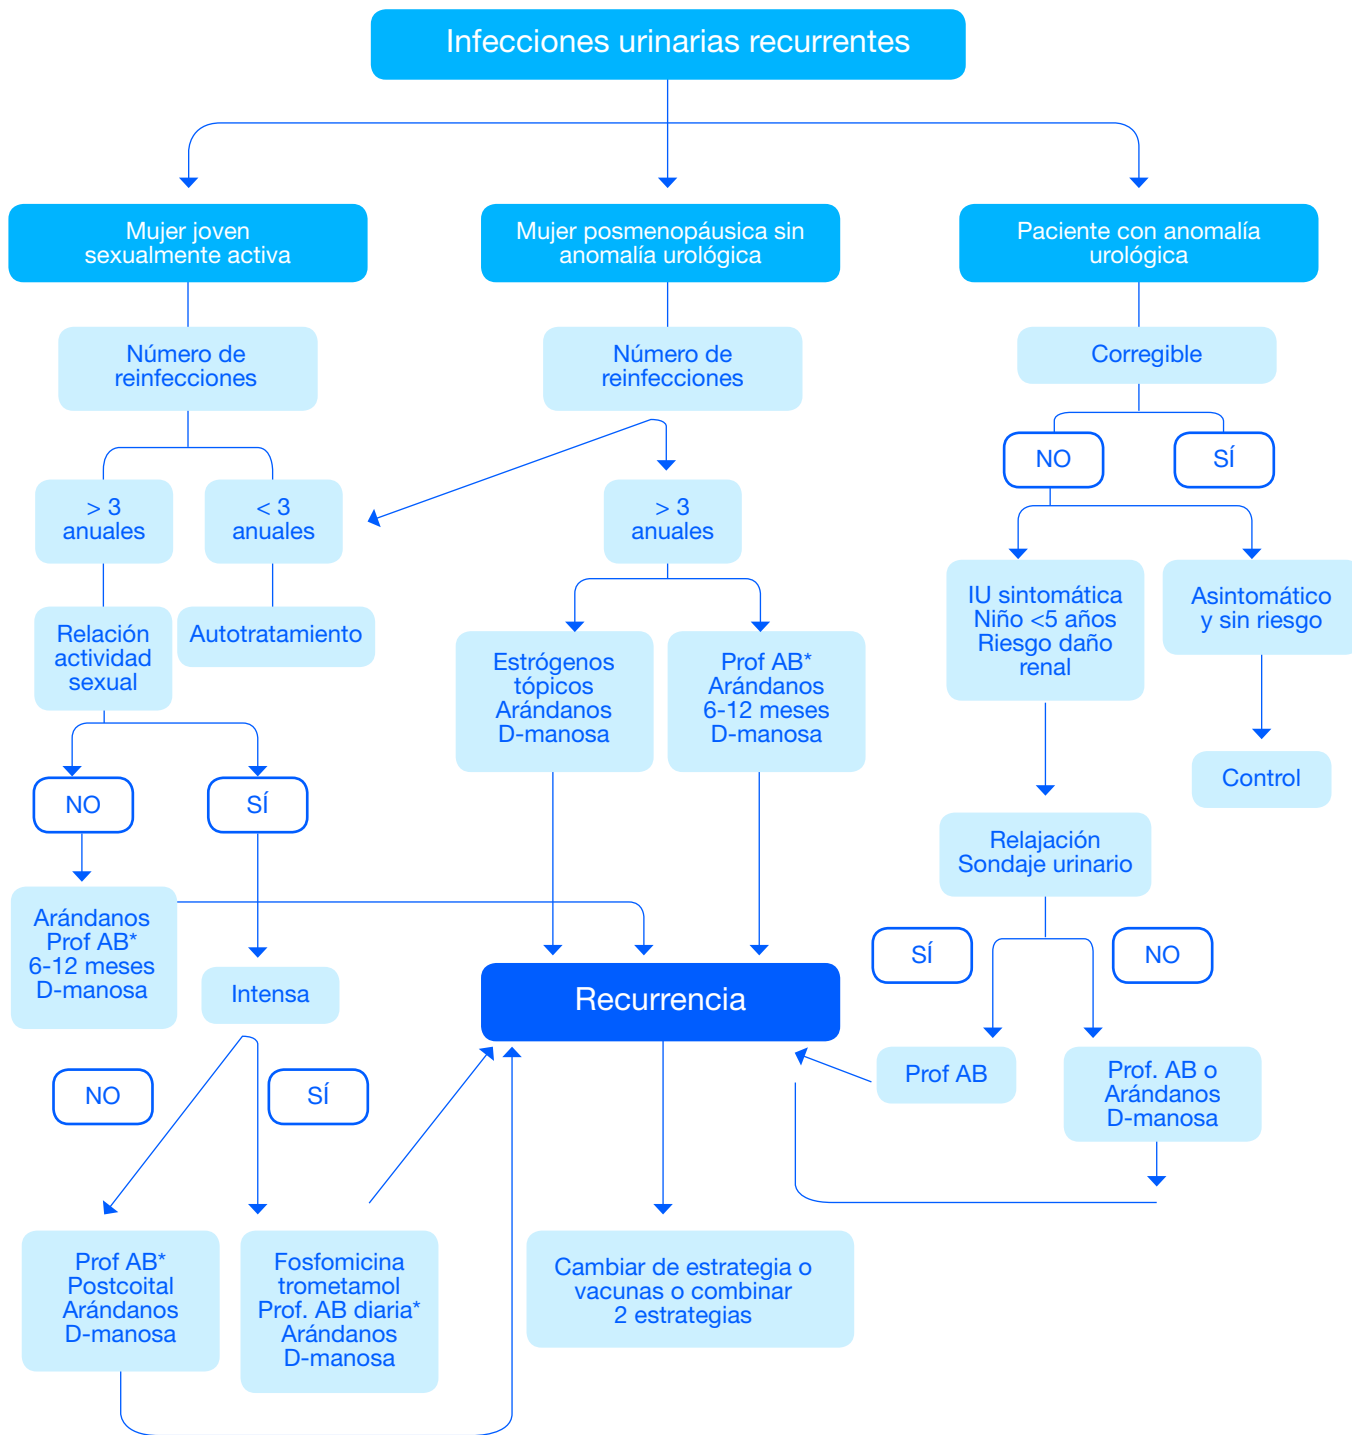 Infecciones urinarias recurrentes
Mujer joven
sexualmente activa
Mujer posmenopáusica sin
anomalía urológica
Paciente con anomalía
urológica
Número de
reinfecciones
Número de
reinfecciones
Corregible
NO
SÍ
> 3
anuales
< 3
anuales
> 3
anuales
IU sintomática
Niño <5 años
Riesgo daño
renal
Asintomático
y sin riesgo
Relación
actividad
sexual
Autotratamiento
Estrógenos
tópicos
Arándanos
D-manosa
Prof AB*
Arándanos
6-12 meses
D-manosa
Control
NO
SÍ
Relajación
Sondaje urinario
Arándanos
Prof AB*
6-12 meses
D-manosa
Intensa
Recurrencia
SÍ
NO
Prof AB
Prof. AB o
Arándanos
D-manosa
NO
SÍ
Prof AB*
Postcoital
Arándanos
D-manosa
Fosfomicina
trometamol
Prof. AB diaria*
Arándanos
D-manosa
Cambiar de estrategia o
vacunas o combinar
2 estrategias